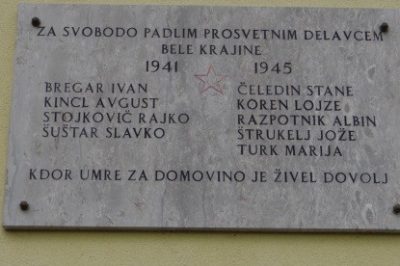 ZA SVOBODO PADLIM PROSVETNIM DELAVCEM
BELE KRAJINE
1941 1945
BREGAR IVAN
KINCL AVGUST
STOJKOVIČ RAJKO
ŠUŠTAR SLAVKO
ČELEDIN STANE
KOREN LOJZE
RAZPOTNIK ALBIN
ŠTRUKELJ JOŽE
TURK MARIJA
KDOR UMRE ZA DOMOVINO JE ŽIVEL DOVOLJ